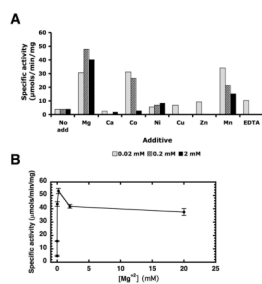 A
Specific activity
(µmols/min/mg)
60
50
40
30
20
10
0
No add Mg Ca Co Ni Cu Zn Mn EDTA
Additive
0.02 mM 0.2 mM 2 mM
B
Specific activity (µmols/min/mg)
60
50
40
30
20
10
0
0 5 10 15 20 25
[Mg+2] (mM)